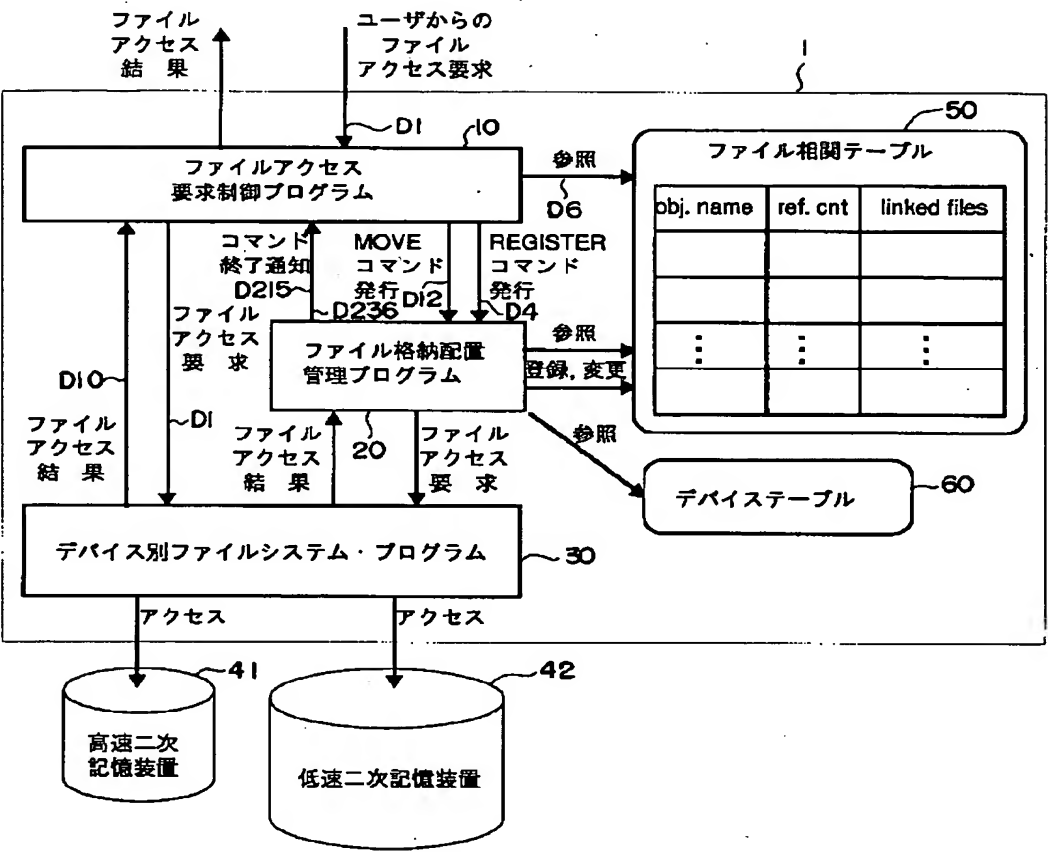 ファイル
アクセス
結 果
ユーザからの
ファイル
アクセス要求
1
D1
10
ファイルアクセス
要求制御プログラム
参照
D6
50
ファイル相関テーブル
obj. name
ref. cnt
linked files
コマンド
終了通知
D215
D236
MOVE
コマンド
発行
D12
REGISTER
コマンド
発行
D4
ファイル
アクセス
要 求
D10
D1
ファイル格納配置
管理プログラム
20
参照
登録，変更
参照
デバイステーブル
60
ファイル
アクセス
結 果
ファイル
アクセス
結 果
ファイル
アクセス
要 求
デバイス別ファイルシステム・プログラム
30
アクセス
アクセス
41
高速二次
記憶装置
42
低速二次記憶装置